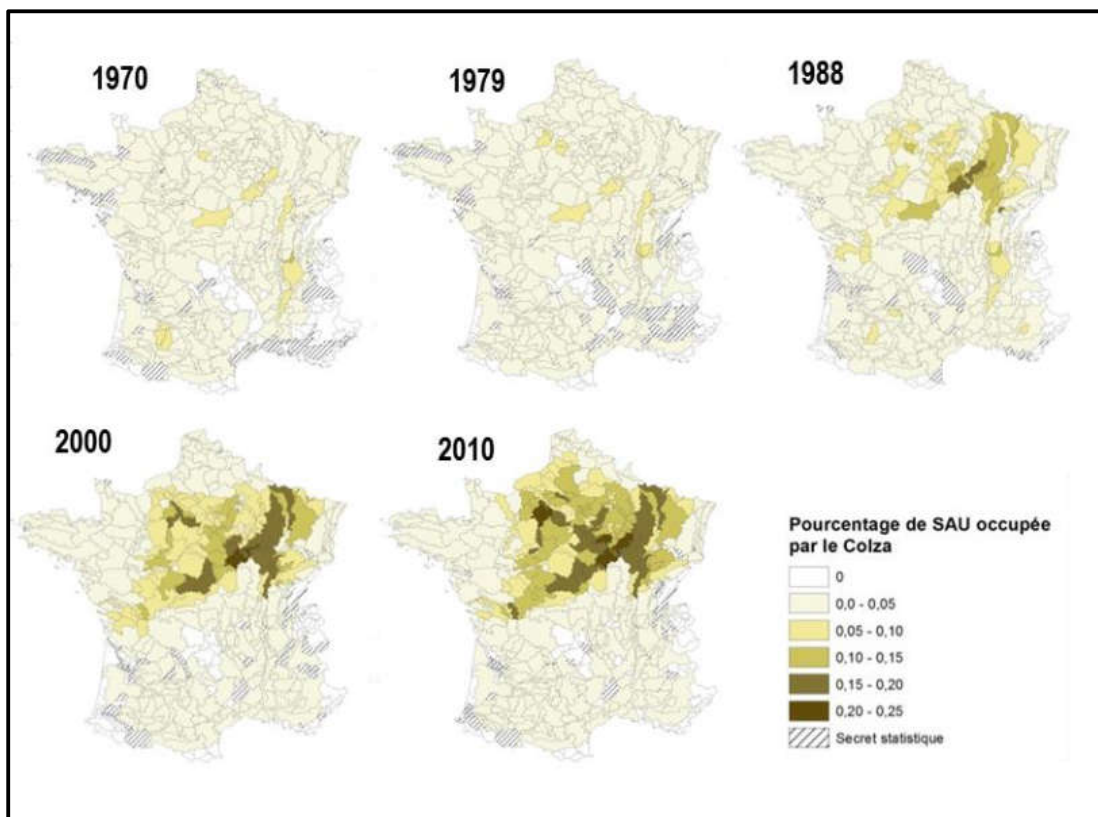 1970
1979
1988
2000
2010
Pourcentage de SAU occupée
par le Colza
0
0,0 - 0,05
0,05 - 0,10
0,10 - 0,15
0,15 - 0,20
0,20 - 0,25
Secret statistique